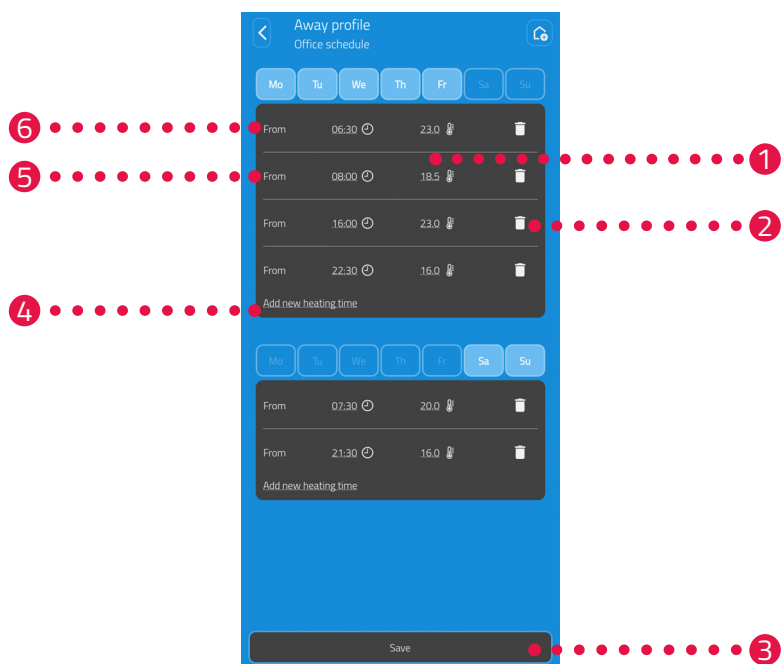 Away profile
Office schedule
Mo Tu We Th Fr Sa Su
6 From 06:30 23.0
1
5 From 08:00 18.5
From 16:00 23.0
2
From 22:30 16.0
4 Add new heating time
Mo Tu We Th Fr Sa Su
From 07:30 20.0
From 21:30 16.0
Add new heating time
Save 3